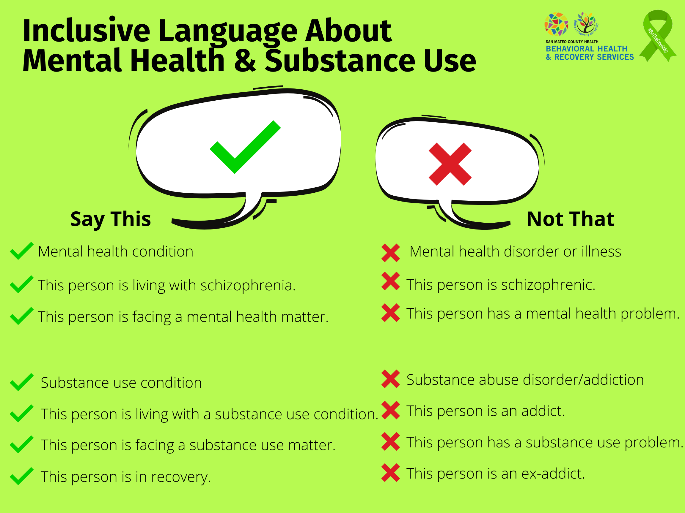 Inclusive Language About
Mental Health & Substance Use
SAN MATEO COUNTY HEALTH
BEHAVIORAL HEALTH
& RECOVERY SERVICES
Say This
Mental health condition
This person is living with schizophrenia.
This person is facing a mental health matter.
Substance use condition
This person is living with a substance use condition.
This person is facing a substance use matter.
This person is in recovery.
Not That
Mental health disorder or illness
This person is schizophrenic.
This person has a mental health problem.
Substance abuse disorder/addiction
This person is an addict.
This person has a substance use problem.
This person is an ex-addict.